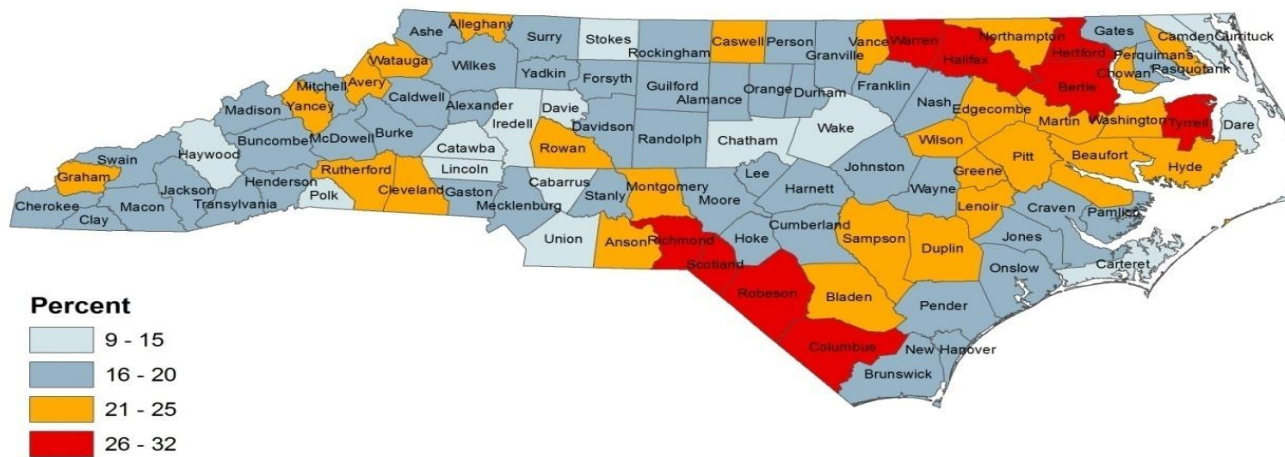 Alleghany
Ashe
Surry
Stokes
Rockingham
Caswell
Person
Granville
Vance
Warren
Northampton
Halifax
Hertford
Gates
Camden
Currituck
Perquimans
Pasquotank
Chowan
Bertie
Watauga
Wilkes
Yadkin
Forsyth
Guilford
Alamance
Orange
Durham
Franklin
Nash
Edgecombe
Martin
Washington
Tyrrell
Dare
Mitchell
Avery
Yancey
Caldwell
Alexander
Davie
Iredell
Davidson
Randolph
Chatham
Wake
Madison
Buncombe
McDowell
Burke
Catawba
Rowan
Wilson
Pitt
Beaufort
Hyde
Swain
Haywood
Graham
Rutherford
Cleveland
Lincoln
Cabarrus
Montgomery
Lee
Johnston
Greene
Jackson
Henderson
Polk
Gaston
Mecklenburg
Stanly
Moore
Harnett
Wayne
Lenoir
Craven
Pamlico
Cherokee
Clay
Macon
Transylvania
Union
Anson
Richmond
Hoke
Cumberland
Sampson
Duplin
Jones
Carteret
Scotland
Onslow
Robeson
Bladen
Pender
Columbus
New Hanover
Brunswick
Percent
9 - 15
16 - 20
21 - 25
26 - 32